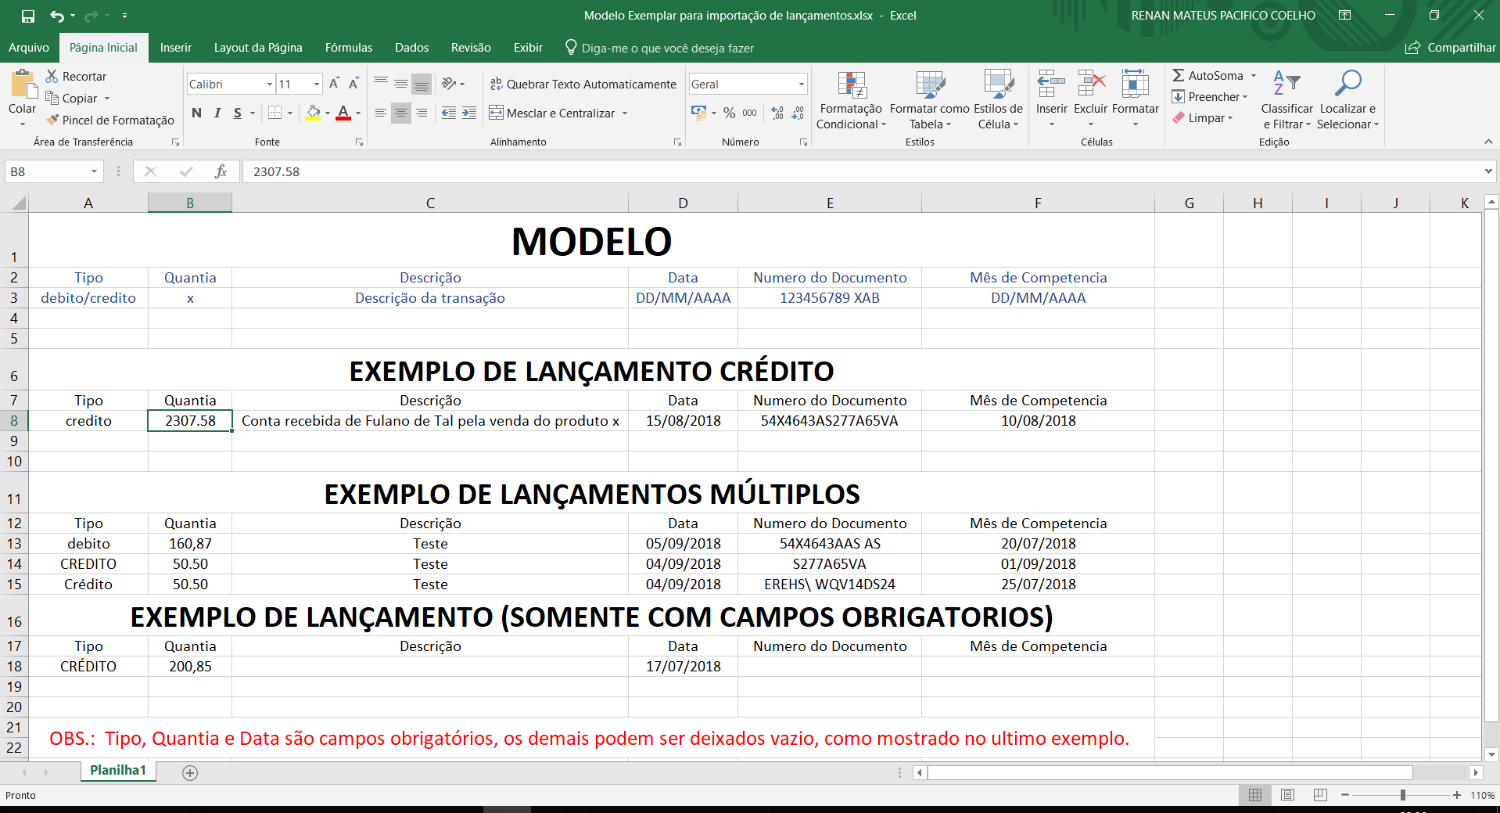 Modelo Exemplar para importação de lançamentos.xlsx - Excel
RENAN MATEUS PACIFICO COELHO
Arquivo Página Inicial Inserir Layout da Página Fórmulas Dados Revisão Exibir Diga-me o que você deseja fazer Compartilhar
Colar
Recortar
Copiar
Pincel de Formatação
Área de Transferência
Calibri 11
N I S
Fonte
Quebrar Texto Automaticamente
Mesclar e Centralizar
Alinhamento
Geral
% 000
Número
Formatação Condicional
Formatar como Tabela
Estilos de Célula
Estilos
Inserir Excluir Formatar
Células
AutoSoma
Preencher
Limpar
Classificar e Filtrar
Localizar e Selecionar
Edição
B8 fx 2307.58
A B C D E F G H I J K
1 MODELO
2 Tipo Quantia Descrição Data Numero do Documento Mês de Competencia
3 debito/credito x Descrição da transação DD/MM/AAAA 123456789 XAB DD/MM/AAAA
4
5
6 EXEMPLO DE LANÇAMENTO CRÉDITO
7 Tipo Quantia Descrição Data Numero do Documento Mês de Competencia
8 credito 2307.58 Conta recebida de Fulano de Tal pela venda do produto x 15/08/2018 54X4643AS277A65VA 10/08/2018
9
10
11 EXEMPLO DE LANÇAMENTOS MÚLTIPLOS
12 Tipo Quantia Descrição Data Numero do Documento Mês de Competencia
13 debito 160,87 Teste 05/09/2018 54X4643AAS AS 20/07/2018
14 CREDITO 50.50 Teste 04/09/2018 S277A65VA 01/09/2018
15 Crédito 50.50 Teste 04/09/2018 EREHS\ WQV14DS24 25/07/2018
16 EXEMPLO DE LANÇAMENTO (SOMENTE COM CAMPOS OBRIGATORIOS)
17 Tipo Quantia Descrição Data Numero do Documento Mês de Competencia
18 CRÉDITO 200,85 17/07/2018
19
20
21
22 OBS.: Tipo, Quantia e Data são campos obrigatórios, os demais podem ser deixados vazio, como mostrado no ultimo exemplo.
Planilha1
Pronto
110%